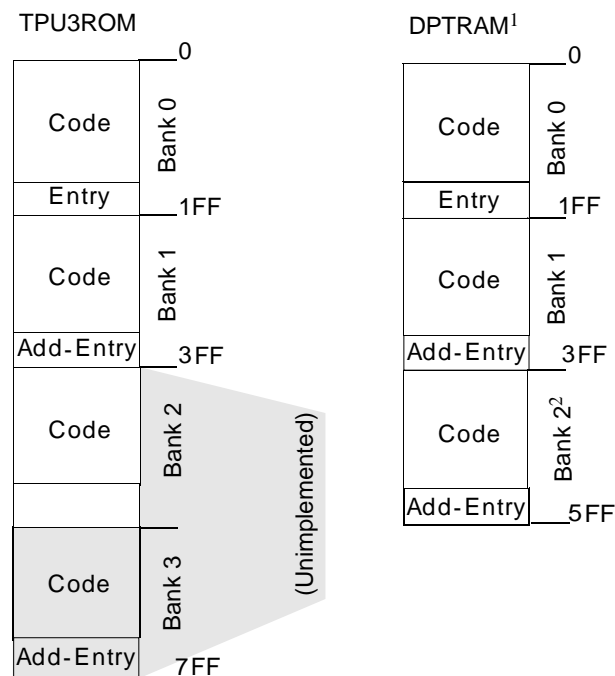 TPU3ROM
0
Code
Bank 0
Entry
1FF
Code
Bank 1
Add-Entry
3FF
Code
Bank 2
(Unimplemented)
Code
Bank 3
Add-Entry
7FF
DPTRAM1
0
Code
Bank 0
Entry
1FF
Code
Bank 1
Add-Entry
3FF
Code
Bank 22
Add-Entry
5FF